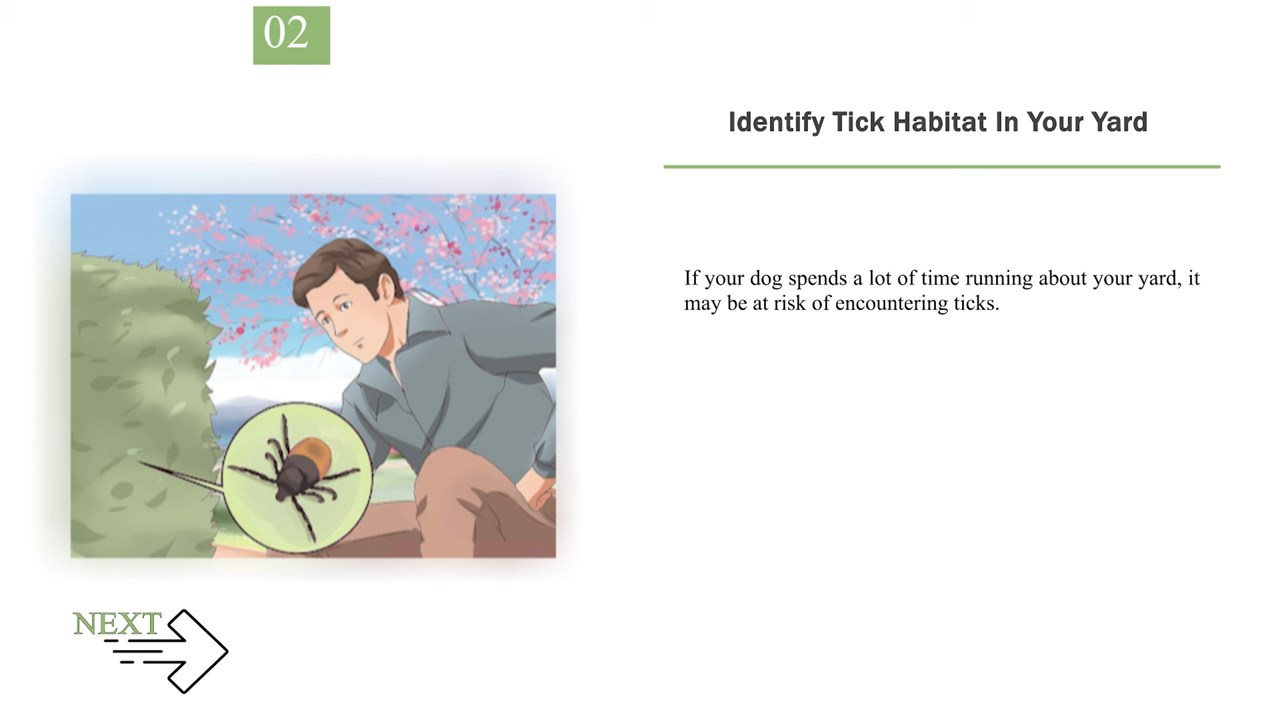 02
Identify Tick Habitat In Your Yard
If your dog spends a lot of time running about your yard, it
may be at risk of encountering ticks.
NEXT